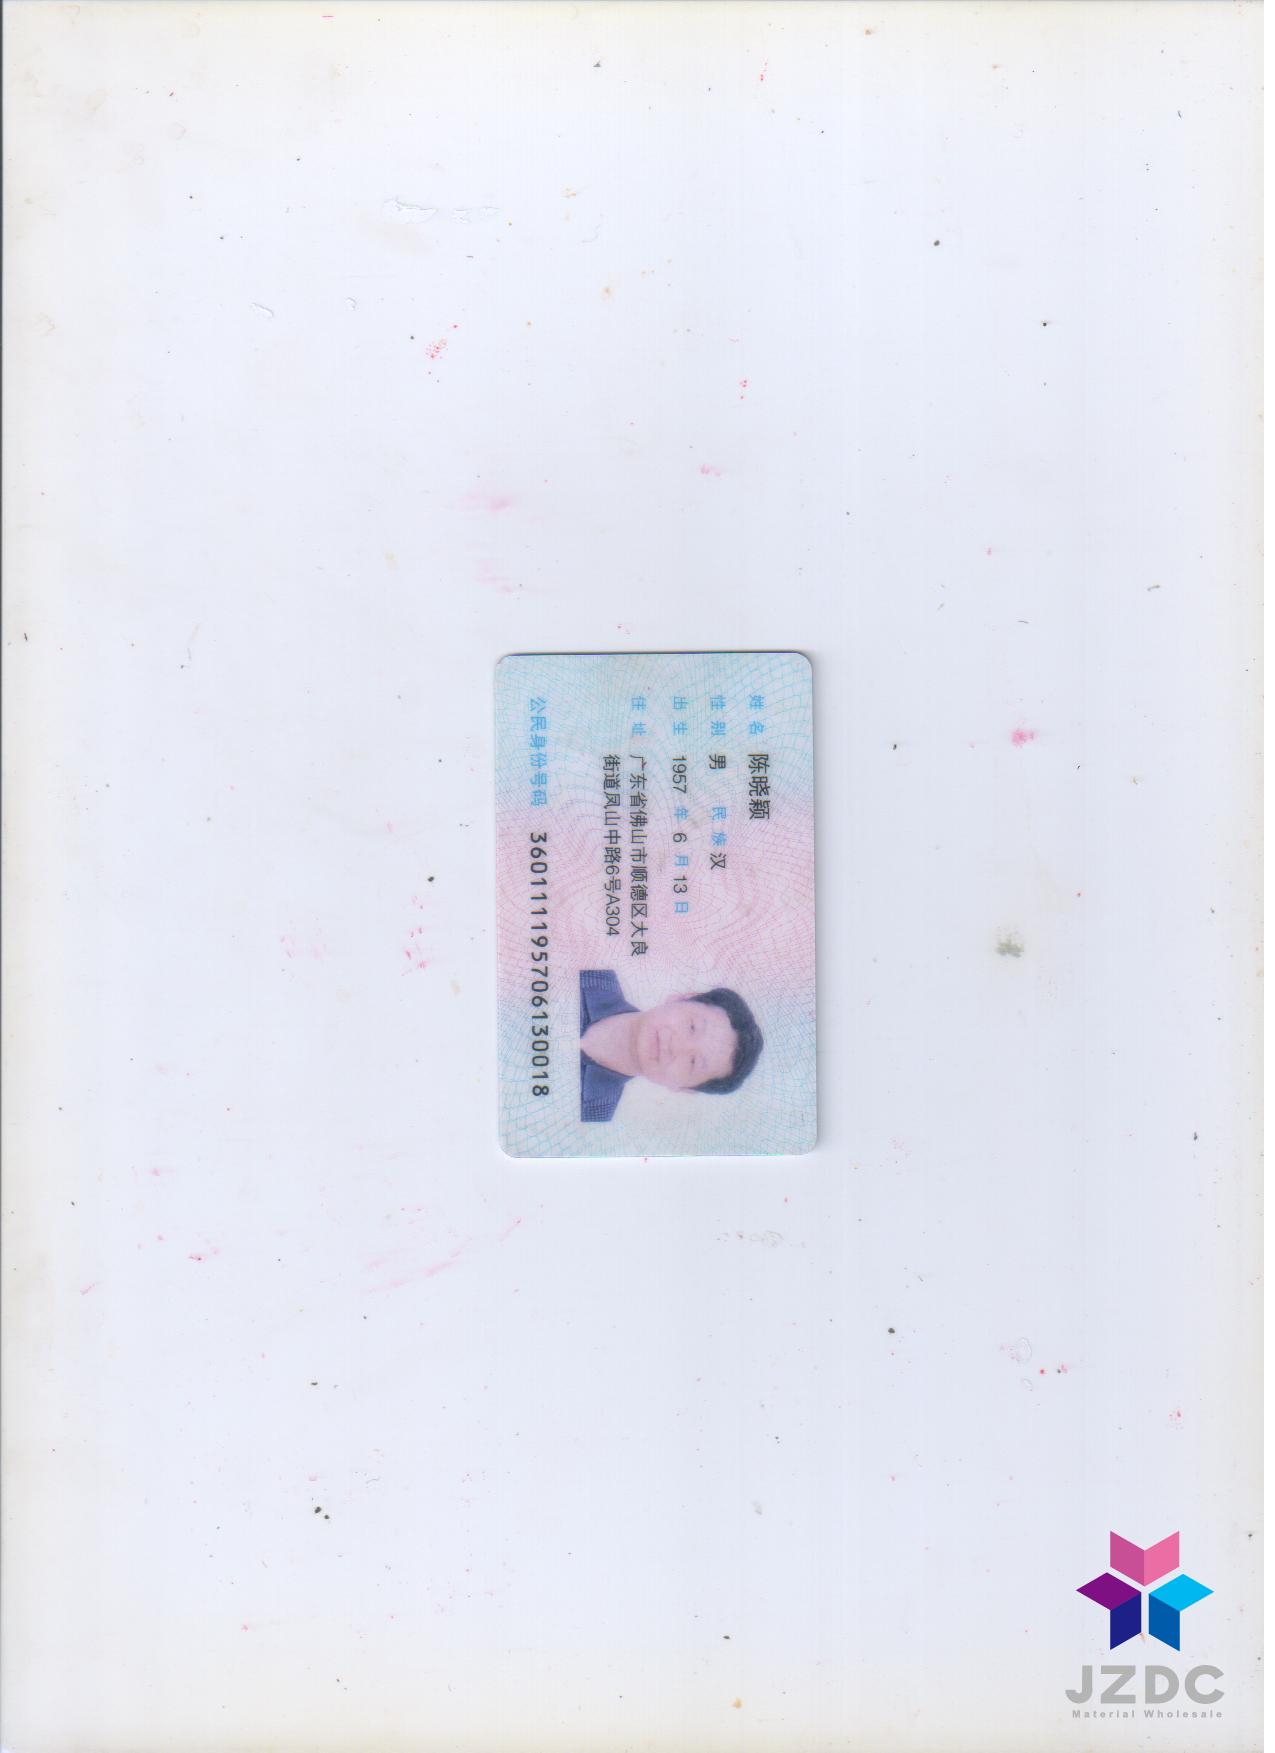 姓名 陈晓颖
性别 男 民族 汉
出生 1957 年 6 月 13 日
住址 广东省佛山市顺德区大良
街道凤山中路6号A304
公民身份号码 360111195706130018
JZDC
Material Wholesale